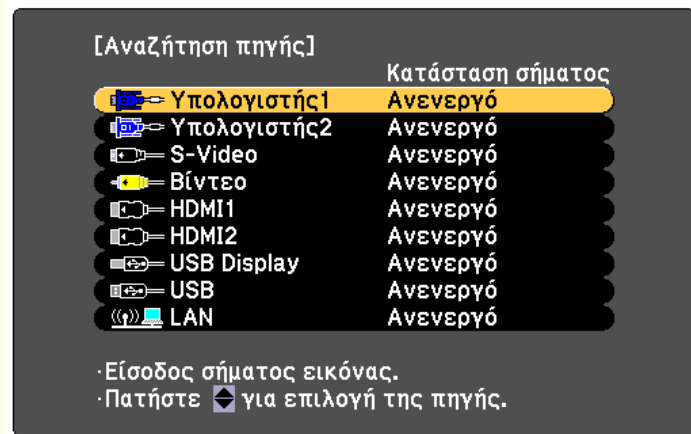 [Αναζήτηση πηγής]
Κατάσταση σήματος
Υπολογιστής1 Ανενεργό
Υπολογιστής2 Ανενεργό
S-Video Ανενεργό
Βίντεο Ανενεργό
HDMI1 Ανενεργό
HDMI2 Ανενεργό
USB Display Ανενεργό
USB Ανενεργό
LAN Ανενεργό
·Είσοδος σήματος εικόνας.
·Πατήστε για επιλογή της πηγής.